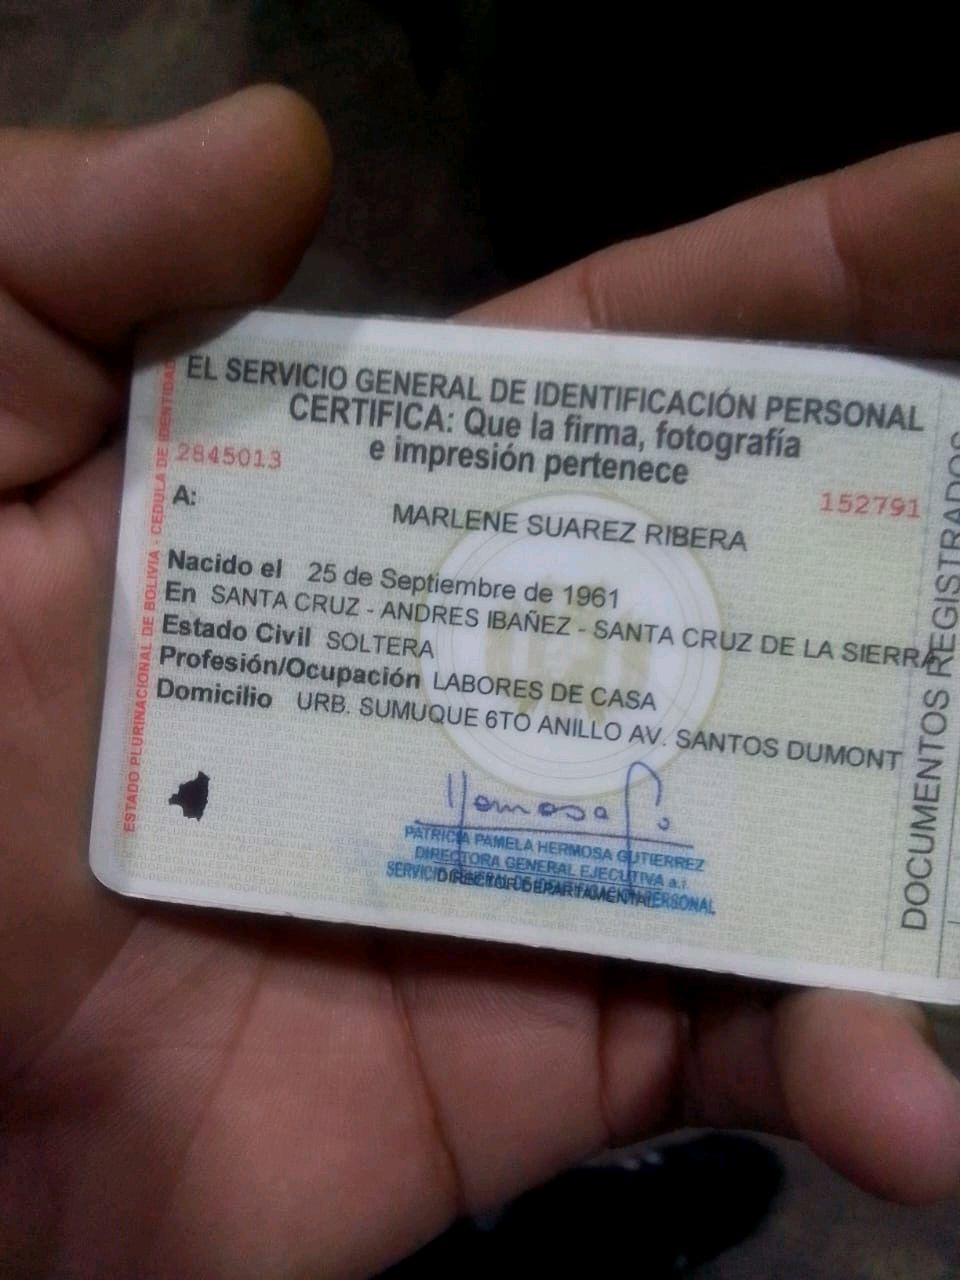 EL SERVICIO GENERAL DE IDENTIFICACIÓN PERSONAL
CERTIFICA: Que la firma, fotografía
e impresión pertenece
2845013
152791
A:
MARLENE SUAREZ RIBERA
Nacido el 25 de Septiembre de 1961
En SANTA CRUZ - ANDRES IBAÑEZ - SANTA CRUZ DE LA SIERRA
Estado Civil SOLTERA
Profesión/Ocupación LABORES DE CASA
Domicilio URB. SUMUQUE 6TO ANILLO AV. SANTOS DUMONT
PATRICIA PAMELA HERMOSA GUTIERREZ
DIRECTORA GENERAL EJECUTIVA a.i.
SERVICIO GENERAL DE IDENTIFICACIÓN PERSONAL
DIRECTOR DEPARTAMENTAL
ESTADO PLURINACIONAL DE BOLIVIA - CEDULA DE IDENTIDAD
DOCUMENTOS REGISTRADOS